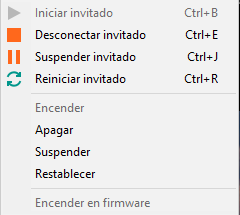 Iniciar invitado Ctrl+B
Desconectar invitado Ctrl+E
Suspender invitado Ctrl+J
Reiniciar invitado Ctrl+R
Encender
Apagar
Suspender
Restablecer
Encender en firmware